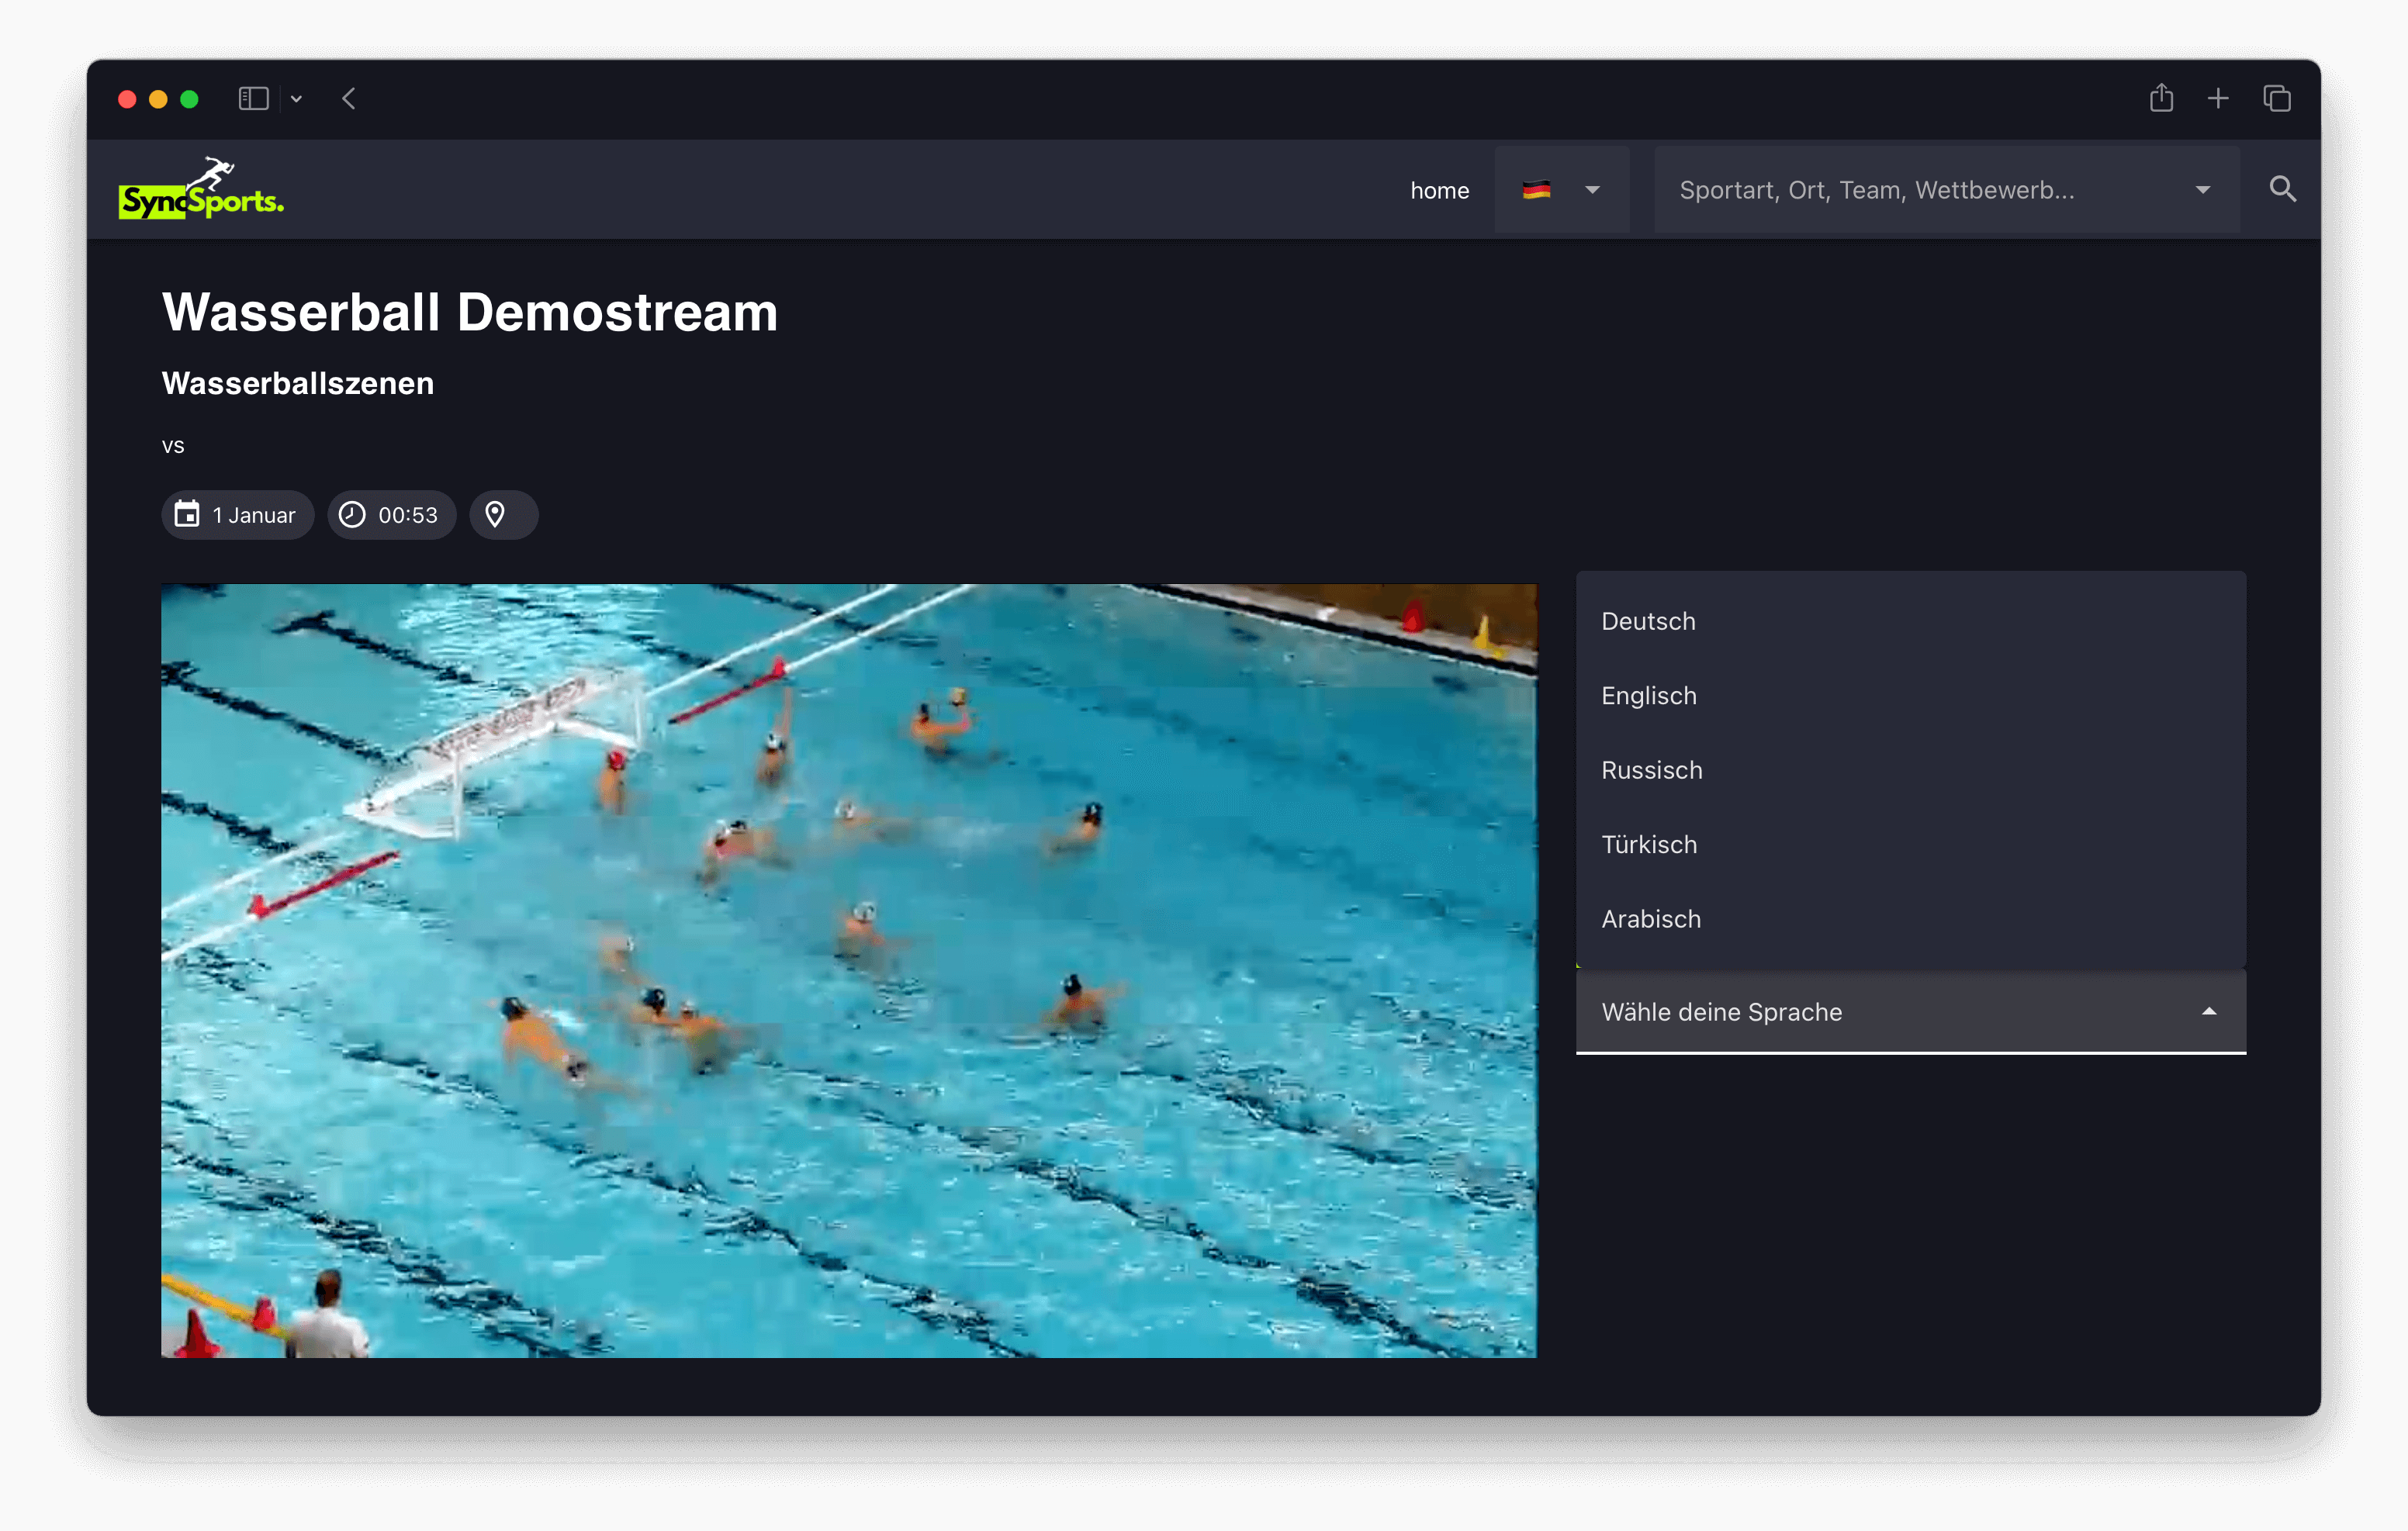 SyncSports.
home
Sportart, Ort, Team, Wettbewerb...
Wasserball Demostream
Wasserballszenen
vs
1 Januar
00:53
Deutsch
Englisch
Russisch
Türkisch
Arabisch
Wähle deine Sprache